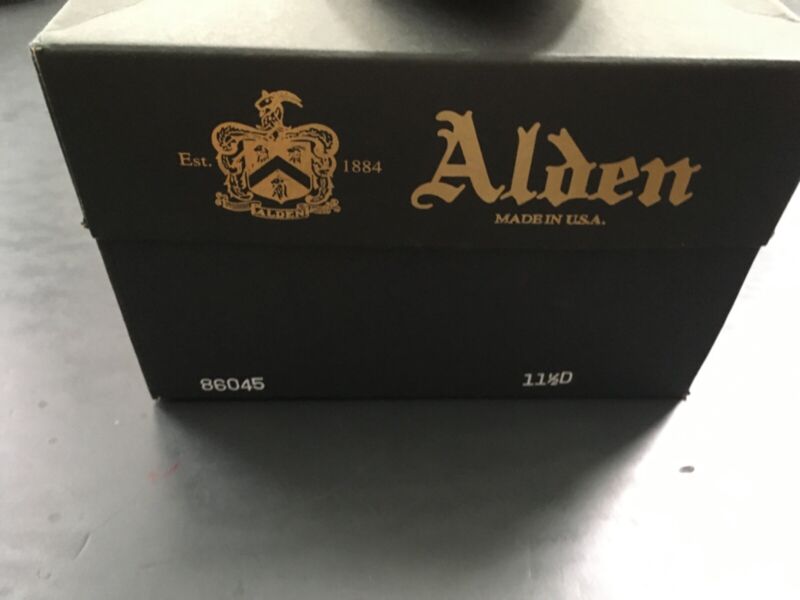 Est. 1884
ALDEN
Alden
MADE IN U.S.A.
86045
11½D